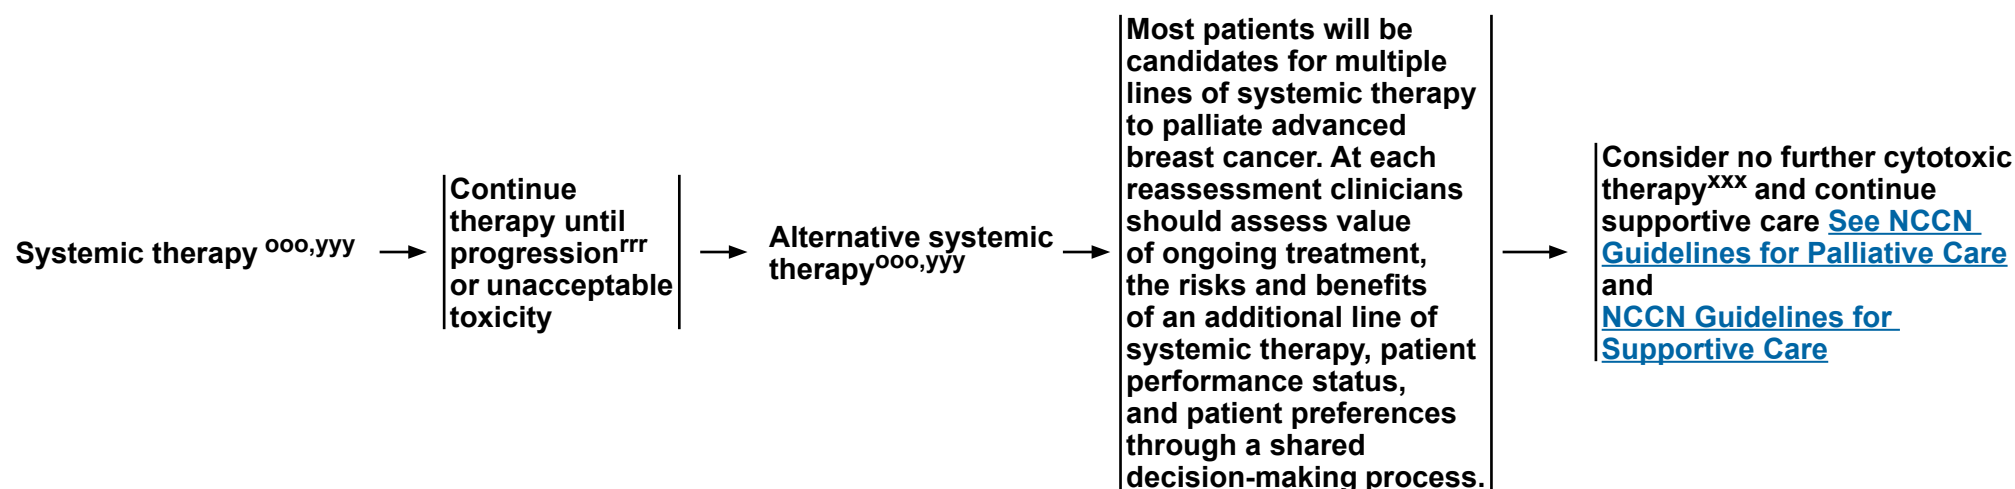 Systemic therapy ooo,yyy
Continue
therapy until
progressionrrr
or unacceptable
toxicity
Alternative systemic
therapyooo,yyy
Most patients will be
candidates for multiple
lines of systemic therapy
to palliate advanced
breast cancer. At each
reassessment clinicians
should assess value
of ongoing treatment,
the risks and benefits
of an additional line of
systemic therapy, patient
performance status,
and patient preferences
through a shared
decision-making process.
Consider no further cytotoxic
therapyxxx and continue
supportive care See NCCN
Guidelines for Palliative Care
and
NCCN Guidelines for
Supportive Care